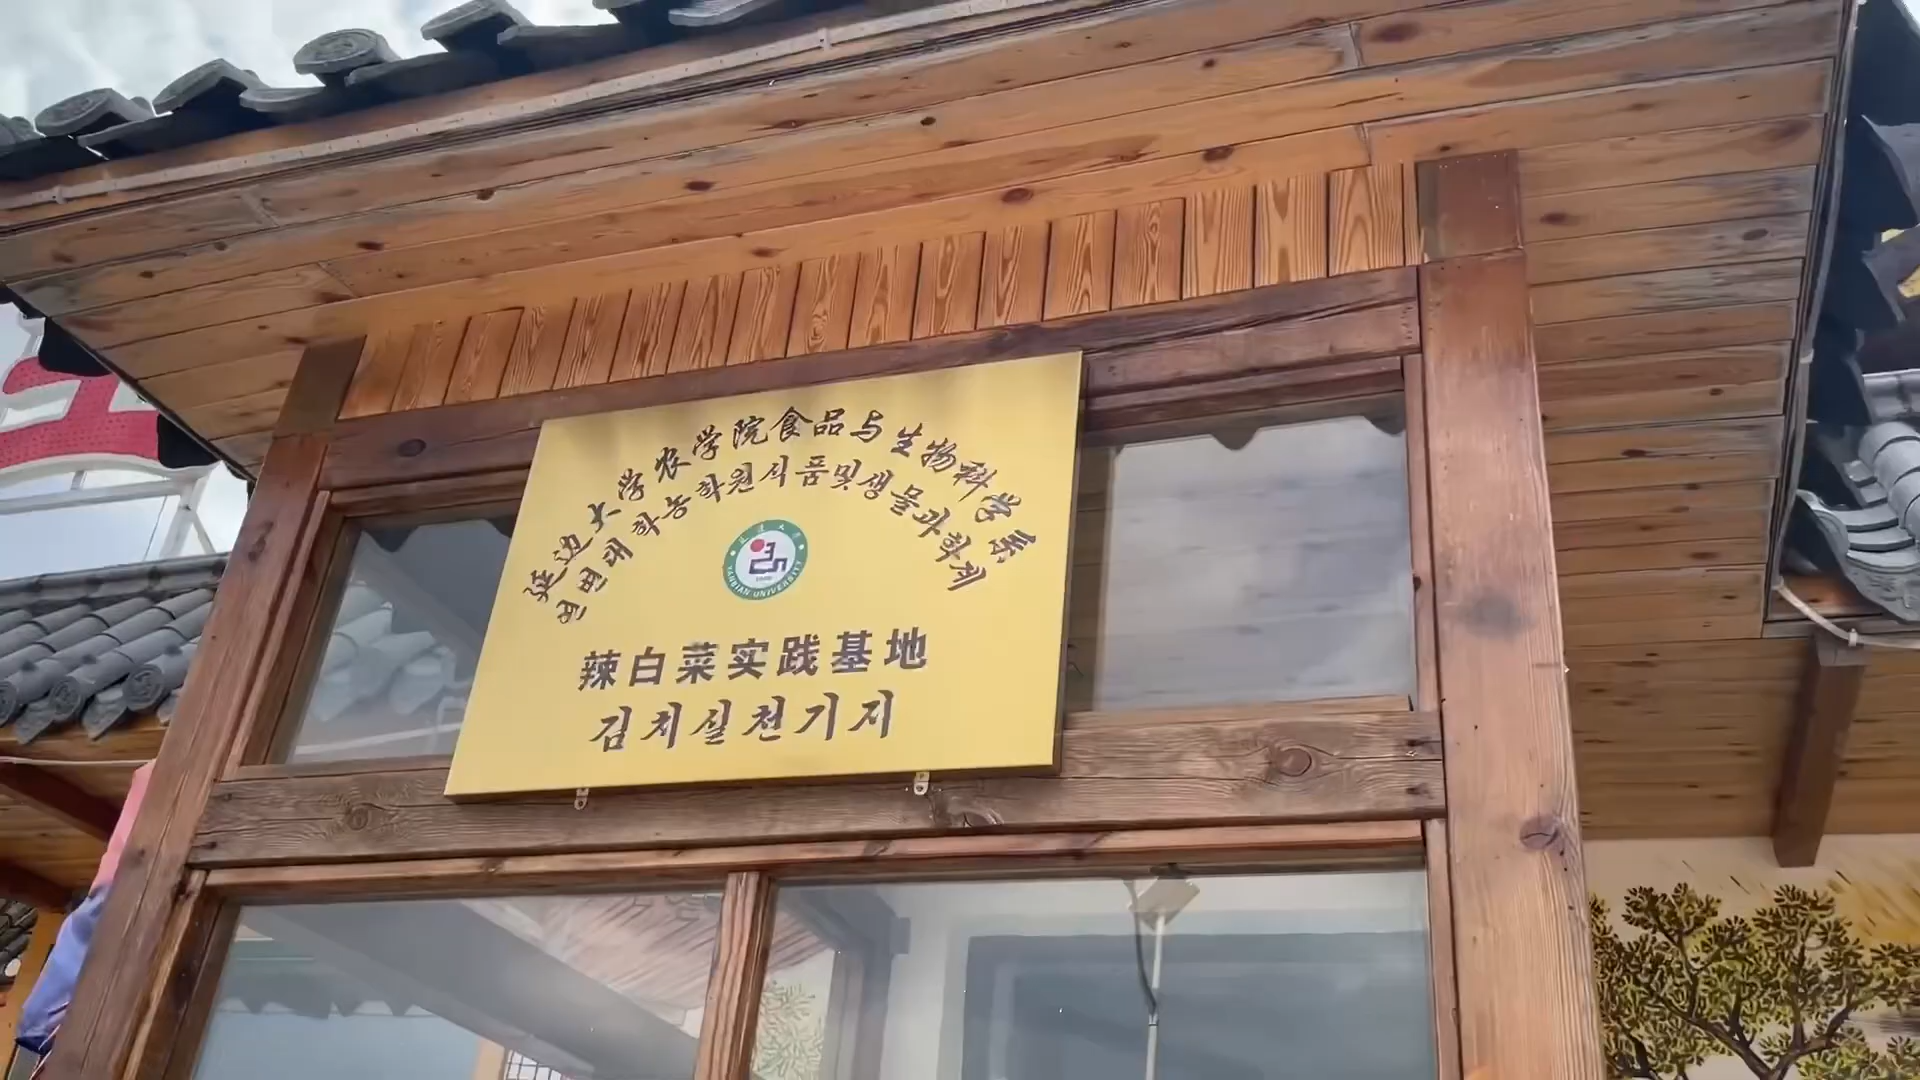 延边大学农学院食品与生物科学系
연변대학농학원식품및생물과학계
延边大学
YANBIAN UNIVERSITY
1949
辣白菜实践基地
김치실천기지